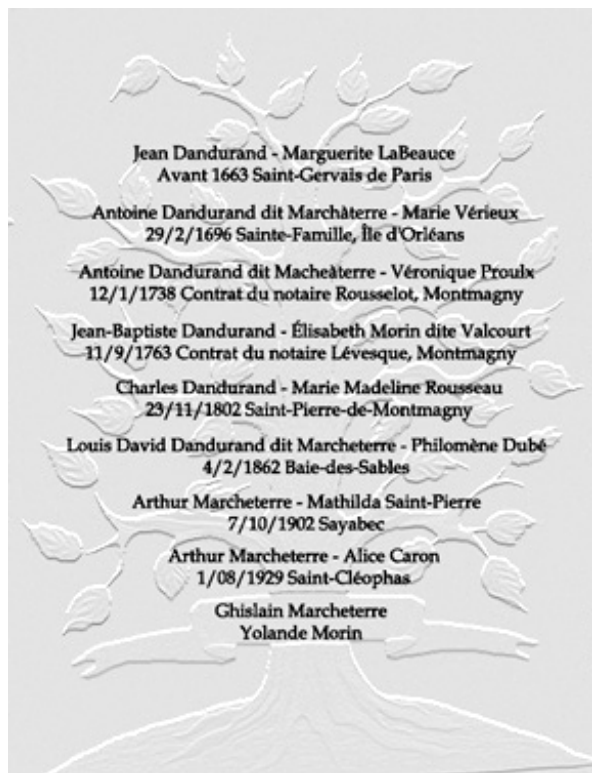 Jean Dandurand - Marguerite LaBeauce
Avant 1663 Saint-Gervais de Paris
Antoine Dandurand dit Marchàterre - Marie Vérieux
29/2/1696 Sainte-Famille, Île d'Orléans
Antoine Dandurand dit Macheàterre - Véronique Proulx
12/1/1738 Contrat du notaire Rousselot, Montmagny
Jean-Baptiste Dandurand - Élisabeth Morin dite Valcourt
11/9/1763 Contrat du notaire Lévesque, Montmagny
Charles Dandurand - Marie Madeline Rousseau
23/11/1802 Saint-Pierre-de-Montmagny
Louis David Dandurand dit Marcheterre - Philomène Dubé
4/2/1862 Baie-des-Sables
Arthur Marcheterre - Mathilda Saint-Pierre
7/10/1902 Sayabec
Arthur Marcheterre - Alice Caron
1/08/1929 Saint-Cléophas
Ghislain Marcheterre
Yolande Morin